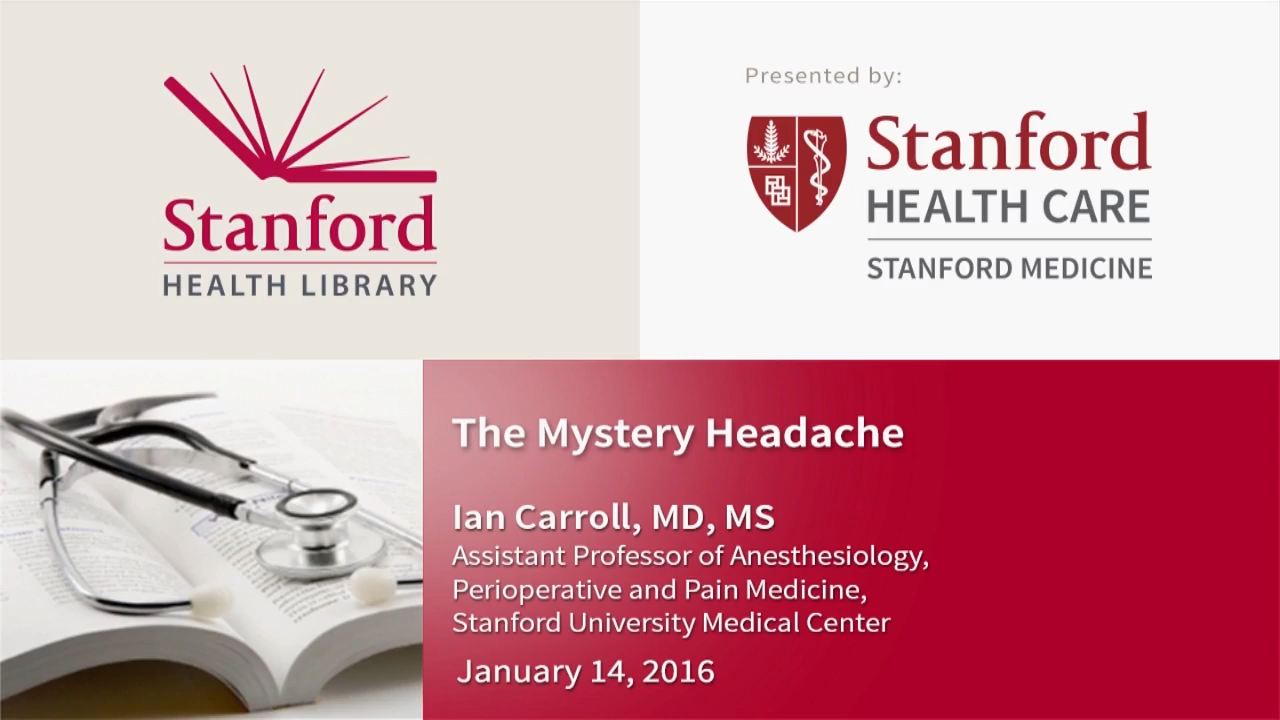 Stanford
HEALTH LIBRARY
Presented by:
Stanford
HEALTH CARE
STANFORD MEDICINE
The Mystery Headache
Ian Carroll, MD, MS
Assistant Professor of Anesthesiology,
Perioperative and Pain Medicine,
Stanford University Medical Center
January 14, 2016